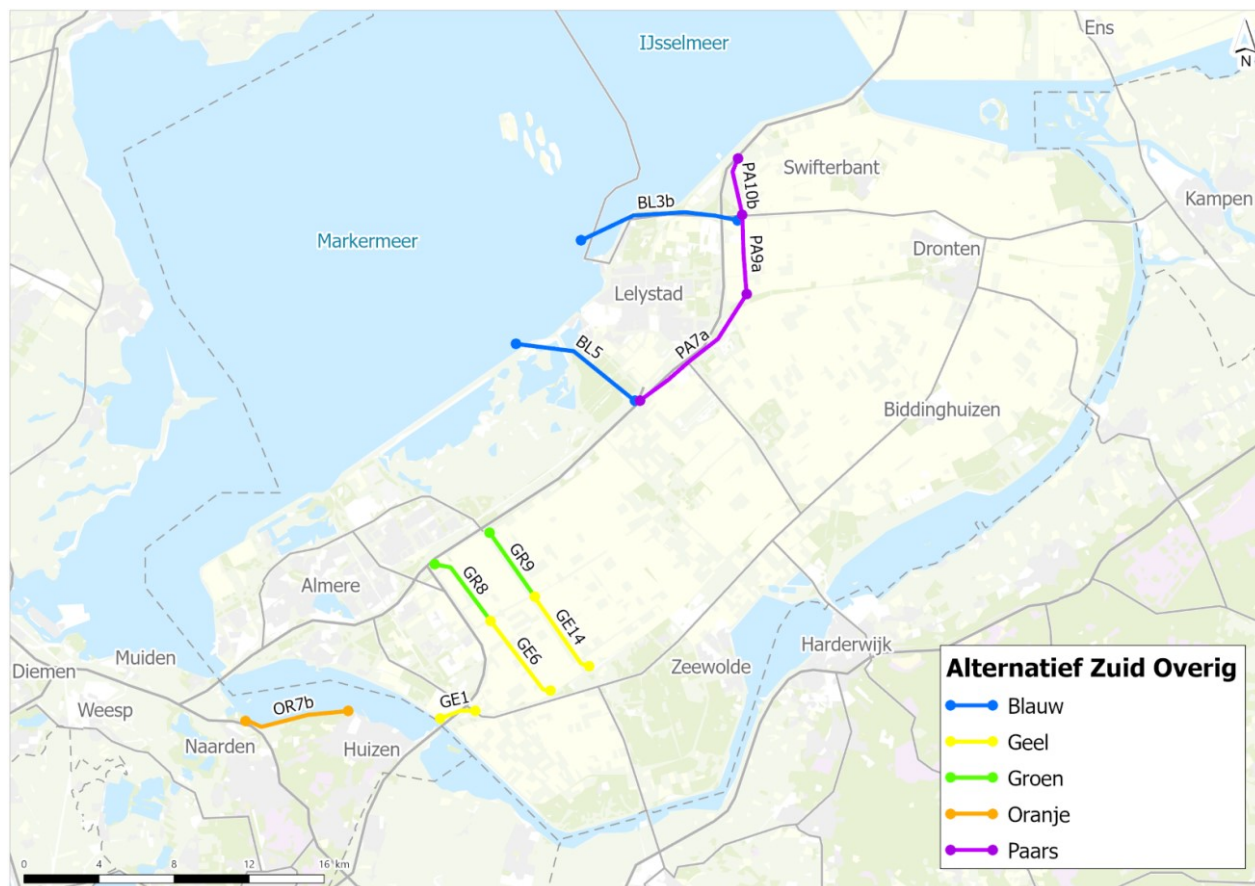 Ens
IJsselmeer
N
Swifterbant
PA10b
Kampen
BL3b
Markermeer
Dronten
PA9a
Lelystad
BL5
PA7a
Biddinghuizen
GR9
Almere
GR8
GE14
GE6
Muiden
Diemen
Zeewolde
Harderwijk
Weesp
OR7b
GE1
Naarden
Huizen
Alternatief Zuid Overig
Blauw
Geel
Groen
Oranje
Paars
0 4 8 12 16 km